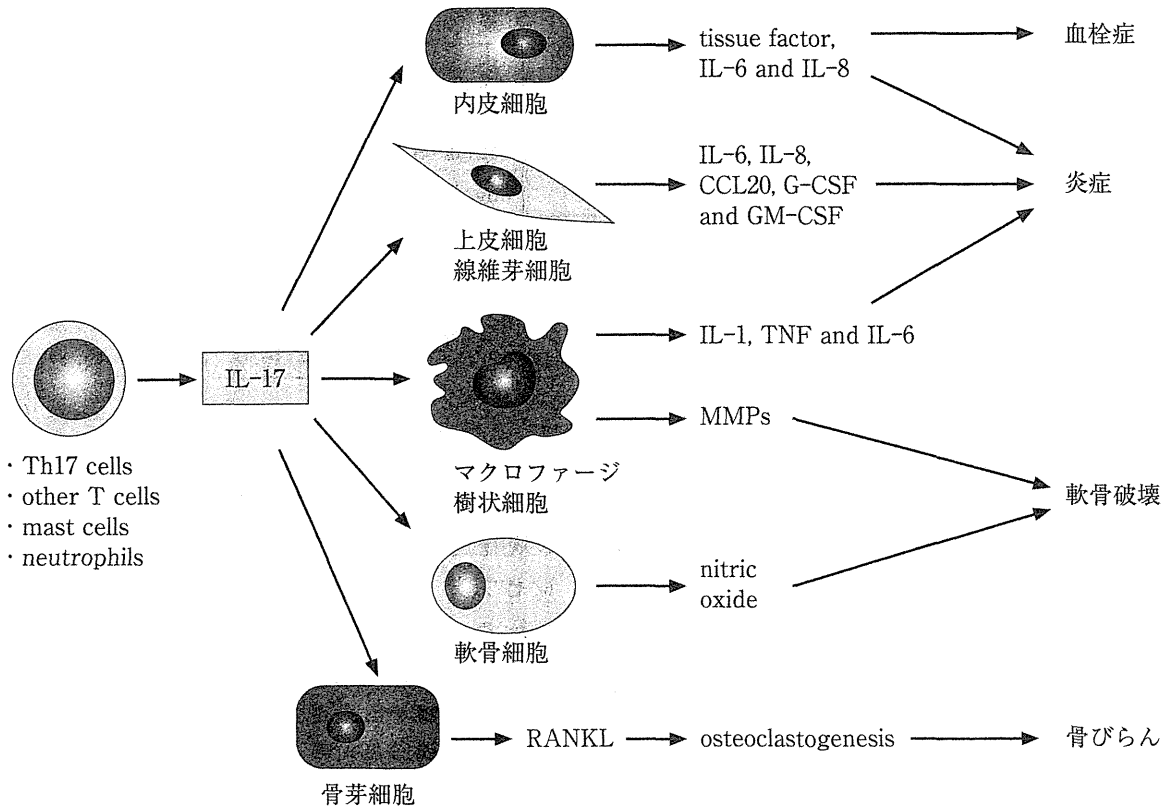 tissue factor,
IL-6 and IL-8
血栓症
内皮細胞
IL-6, IL-8,
CCL20, G-CSF
and GM-CSF
炎症
上皮細胞
線維芽細胞
IL-17
IL-1, TNF and IL-6
MMPs
マクロファージ
樹状細胞
・Th17 cells
・other T cells
・mast cells
・neutrophils
軟骨破壊
nitric
oxide
軟骨細胞
RANKL
osteoclastogenesis
骨びらん
骨芽細胞